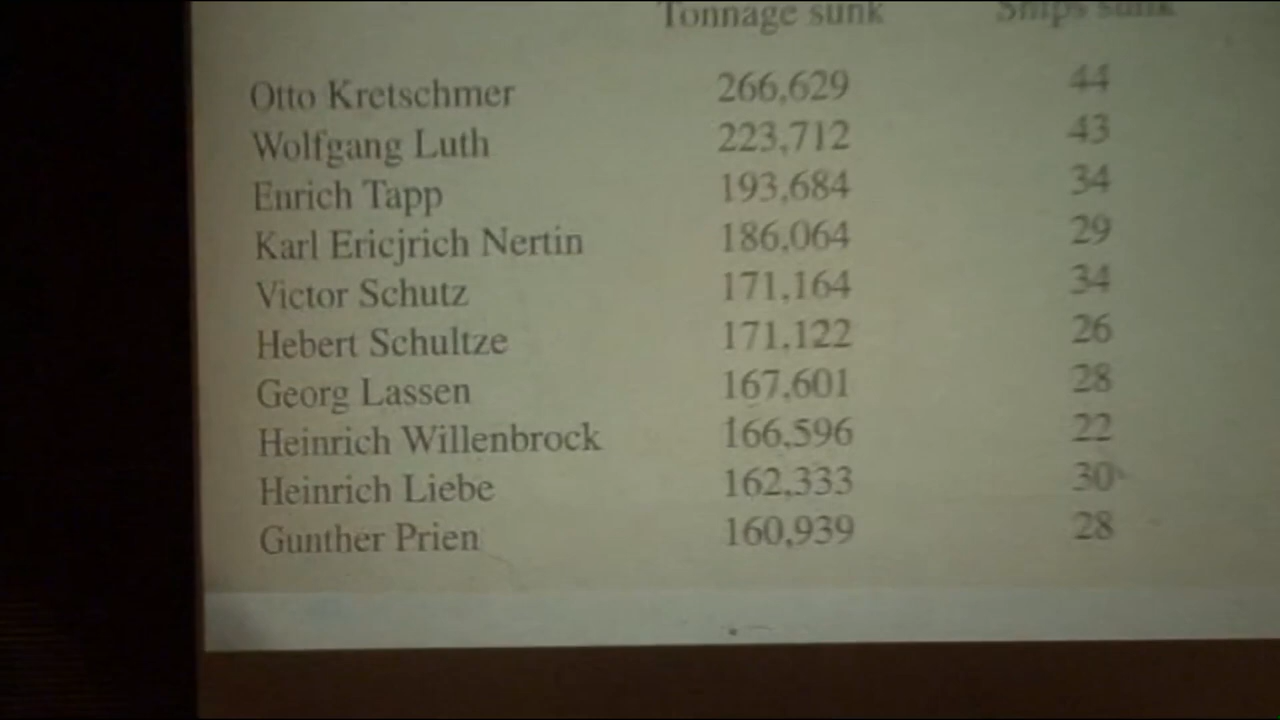 Tonnage sunk Ships sunk
Otto Kretschmer 266,629 44
Wolfgang Luth 223,712 43
Enrich Tapp 193,684 34
Karl Ericjrich Nertin 186,064 29
Victor Schutz 171,164 34
Hebert Schultze 171,122 26
Georg Lassen 167,601 28
Heinrich Willenbrock 166,596 22
Heinrich Liebe 162,333 30
Gunther Prien 160,939 28